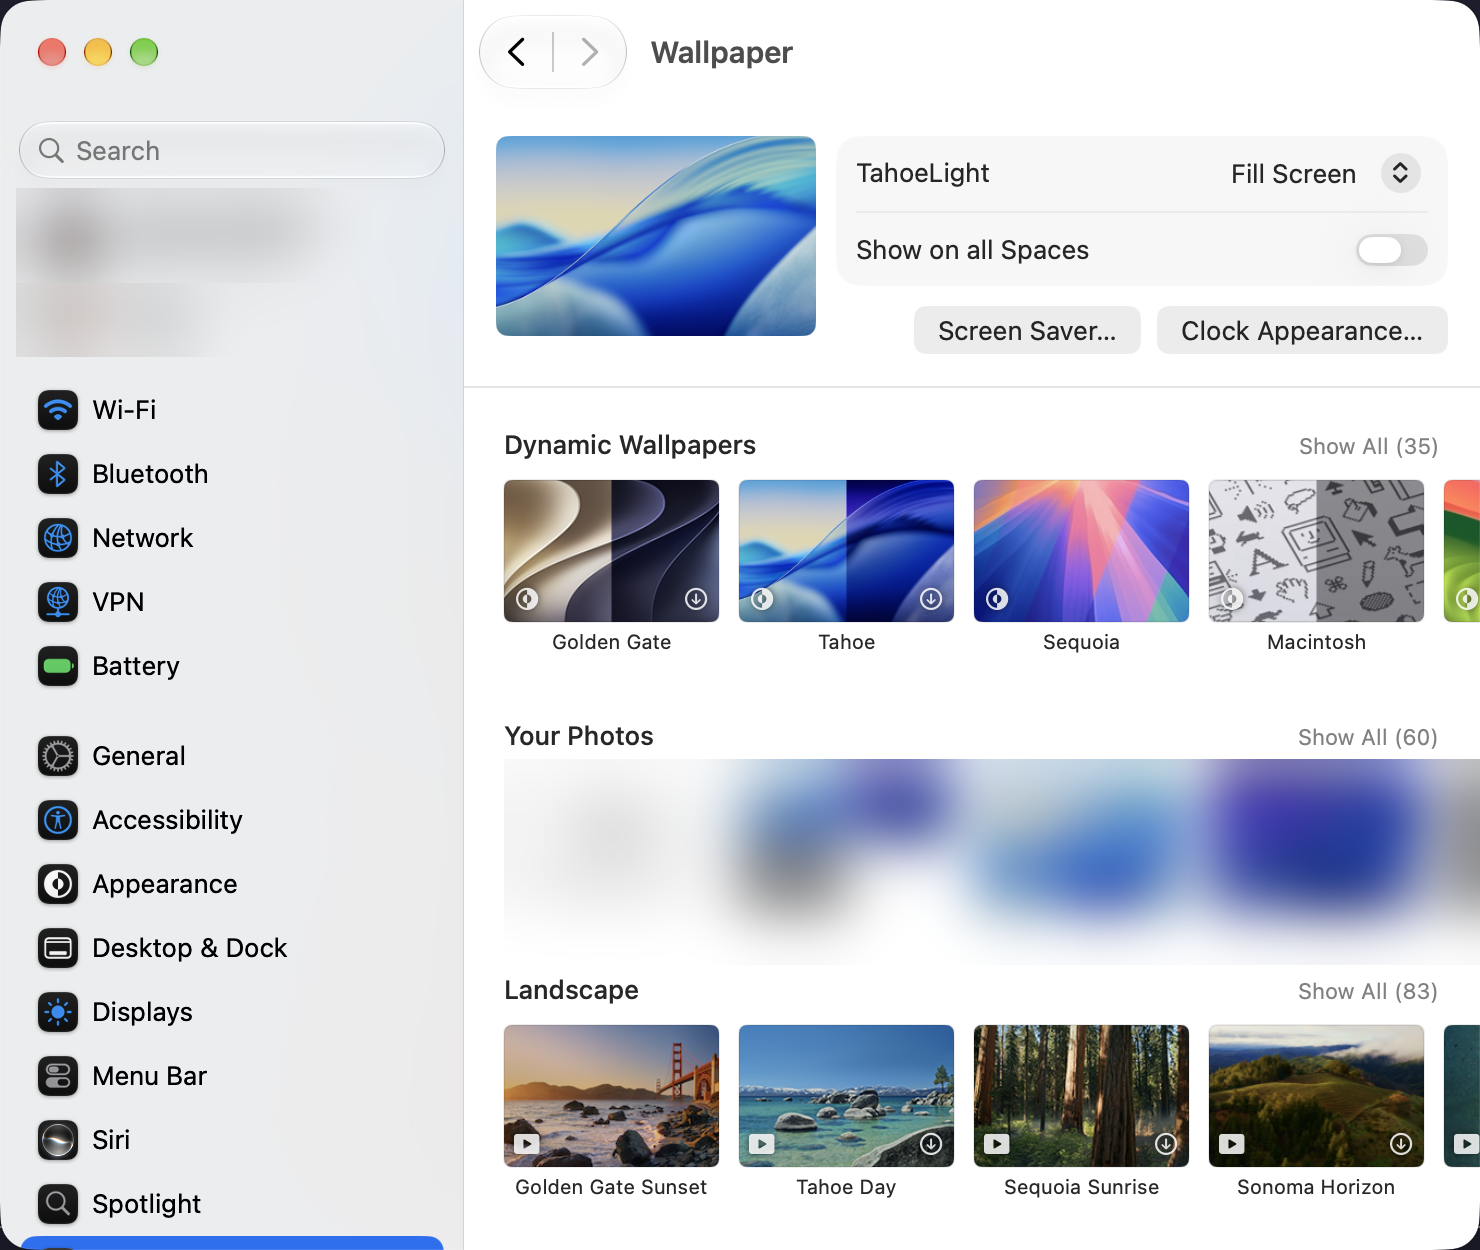 Search
Wi-Fi
Bluetooth
Network
VPN
Battery
General
Accessibility
Appearance
Desktop & Dock
Displays
Menu Bar
Siri
Spotlight
Wallpaper
TahoeLight
Fill Screen
Show on all Spaces
Screen Saver...
Clock Appearance...
Dynamic Wallpapers
Show All (35)
Golden Gate
Tahoe
Sequoia
Macintosh
Your Photos
Show All (60)
Landscape
Show All (83)
Golden Gate Sunset
Tahoe Day
Sequoia Sunrise
Sonoma Horizon